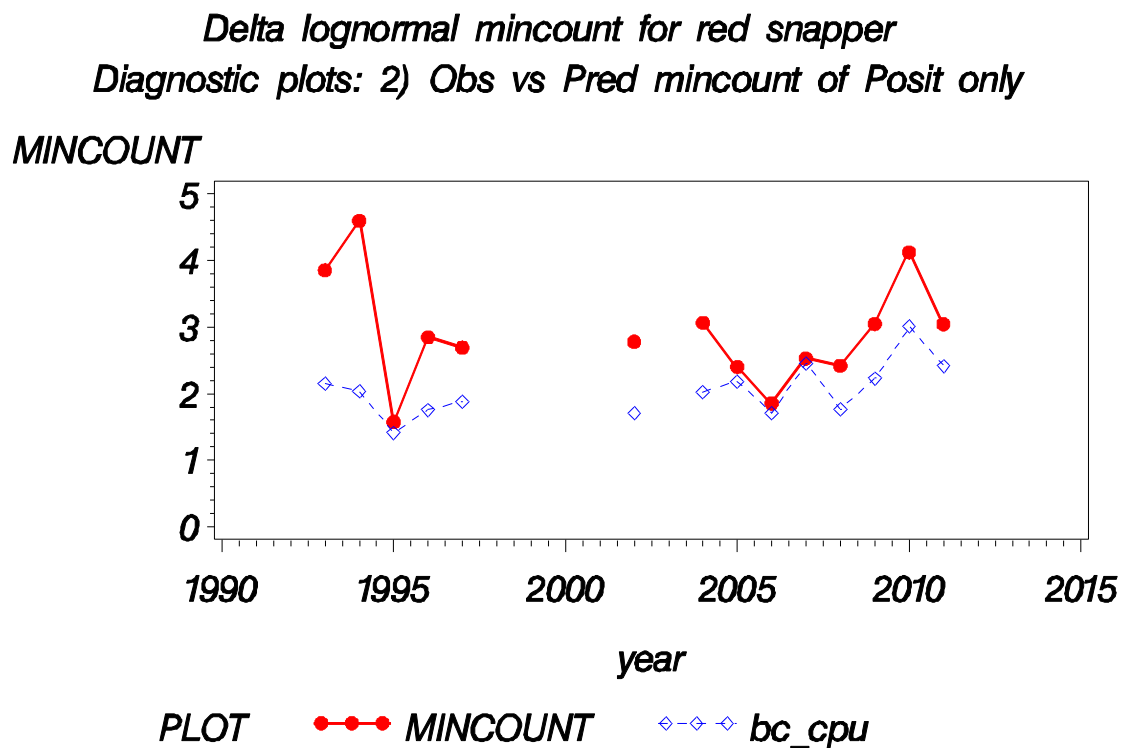 Delta lognormal mincount for red snapper
Diagnostic plots: 2) Obs vs Pred mincount of Posit only
MINCOUNT
5
4
3
2
1
0
1990 1995 2000 2005 2010 2015
year
PLOT MINCOUNT bc_cpu